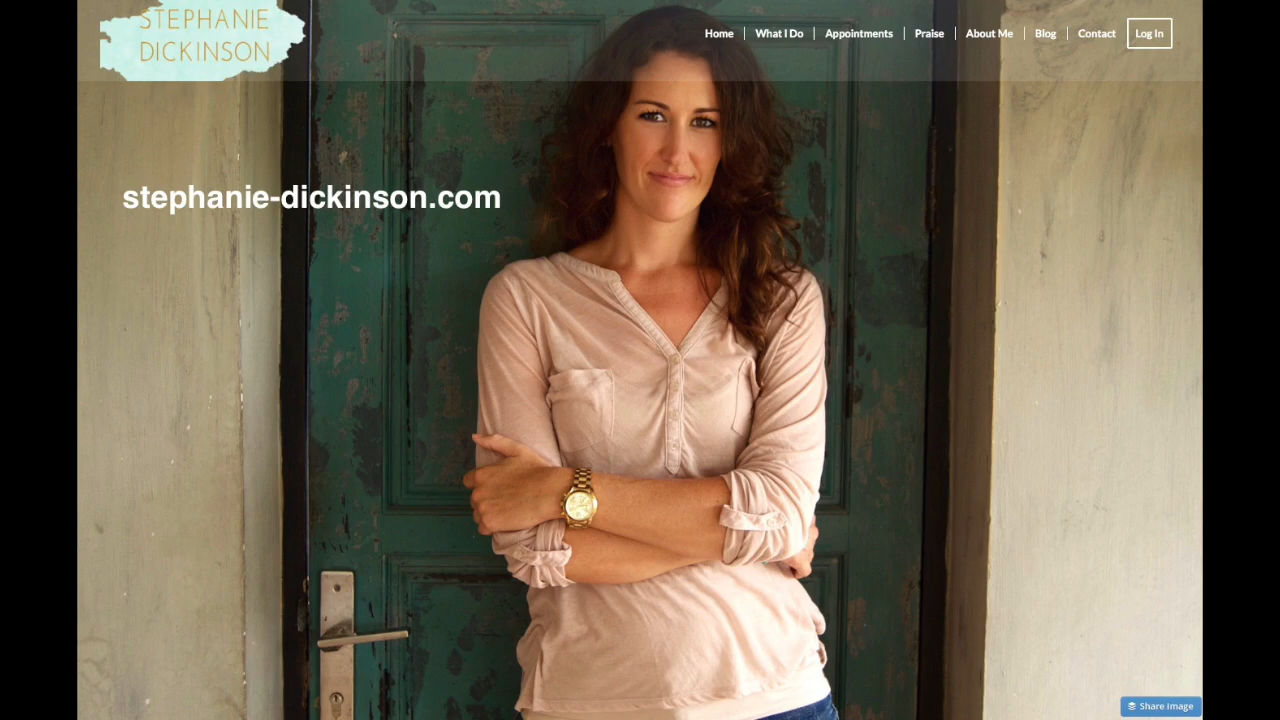 STEPHANIE
DICKINSON
Home
What I Do
Appointments
Praise
About Me
Blog
Contact
Log In
stephanie-dickinson.com
Share Image